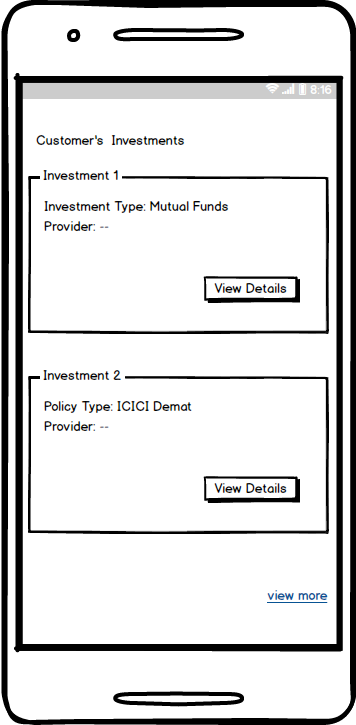 8:16
Customer's Investments
Investment 1
Investment Type: Mutual Funds
Provider: --
View Details
Investment 2
Policy Type: ICICI Demat
Provider: --
View Details
view more